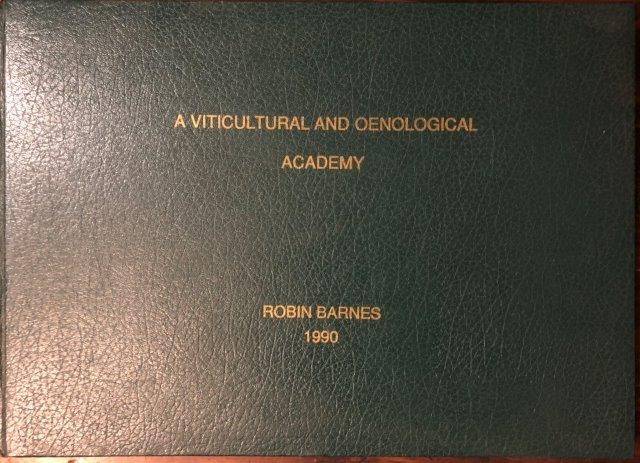 A VITICULTURAL AND OENOLOGICAL
ACADEMY
ROBIN BARNES
1990